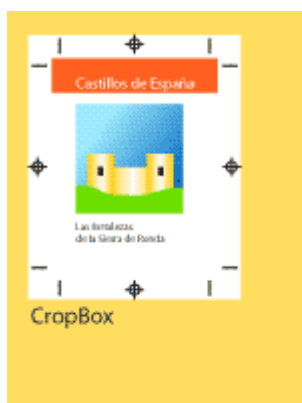 Castillos de España
Las fortalezas
de la Sierra de Ronda
CropBox